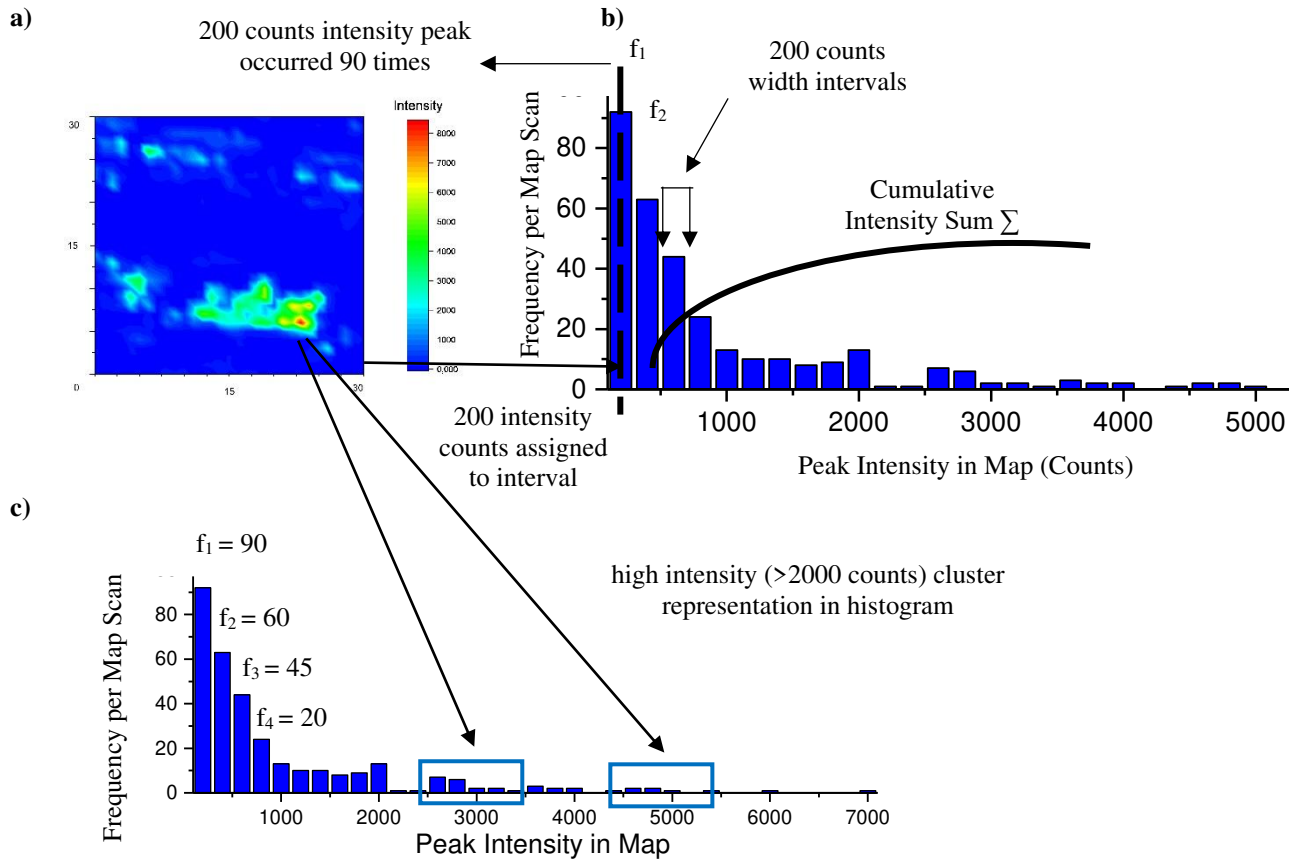 a)
200 counts intensity peak
occurred 90 times
Intensity
30
15
0
15
30
8000
7000
6000
5000
4000
3000
2000
1000
0,000
b)
f₁
f₂
200 counts
width intervals
Cumulative
Intensity Sum ∑
Frequency per Map Scan
80
60
40
20
0
1000
2000
3000
4000
5000
Peak Intensity in Map (Counts)
200 intensity
counts assigned
to interval
c)
f₁ = 90
f₂ = 60
f₃ = 45
f₄ = 20
high intensity (>2000 counts) cluster
representation in histogram
Frequency per Map Scan
80
60
40
20
0
1000
2000
3000
4000
5000
6000
7000
Peak Intensity in Map